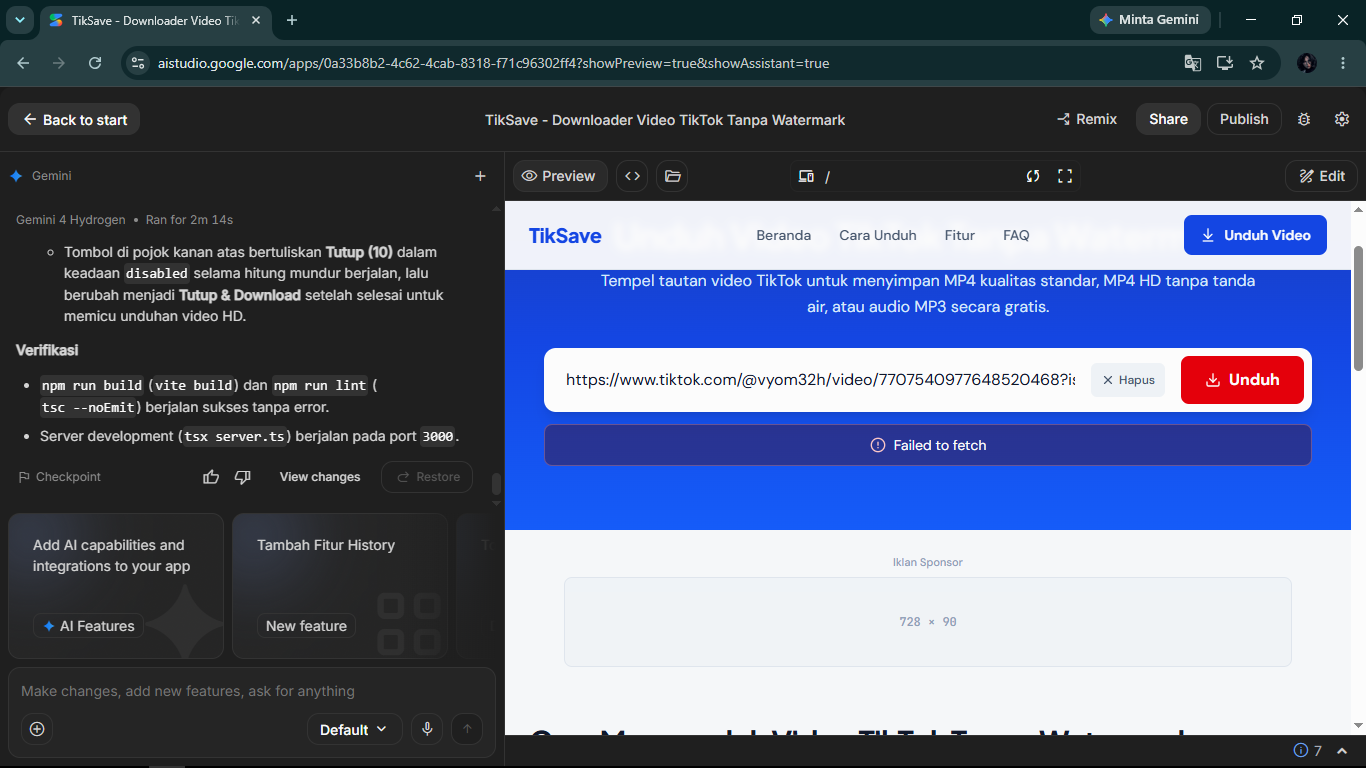 TikSave - Downloader Video Tik
Minta Gemini
aistudio.google.com/apps/0a33b8b2-4c62-4cab-8318-f71c96302ff4?showPreview=true&showAssistant=true
Back to start
TikSave - Downloader Video TikTok Tanpa Watermark
Remix
Share
Publish
Gemini
Preview
/
Edit
Gemini 4 Hydrogen • Ran for 2m 14s
Tombol di pojok kanan atas bertuliskan Tutup (10) dalam
keadaan disabled selama hitung mundur berjalan, lalu
berubah menjadi Tutup & Download setelah selesai untuk
memicu unduhan video HD.
Verifikasi
npm run build (vite build) dan npm run lint (
tsc --noEmit) berjalan sukses tanpa error.
Server development (tsx server.ts) berjalan pada port 3000.
Checkpoint
View changes
Restore
Add AI capabilities and
integrations to your app
AI Features
Tambah Fitur History
New feature
Make changes, add new features, ask for anything
Default
TikSave
Beranda
Cara Unduh
Fitur
FAQ
Unduh Video
Tempel tautan video TikTok untuk menyimpan MP4 kualitas standar, MP4 HD tanpa tanda
air, atau audio MP3 secara gratis.
https://www.tiktok.com/@vyom32h/video/7707540977648520468?is
Hapus
Unduh
Failed to fetch
Iklan Sponsor
728 × 90
7